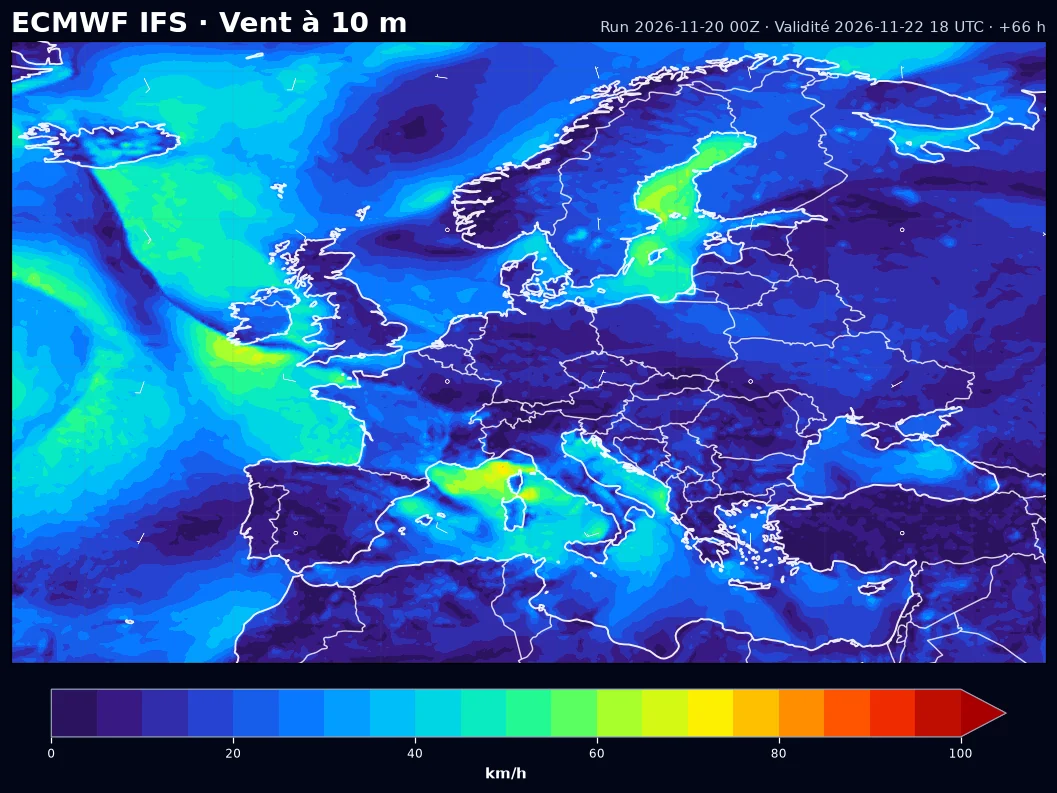 ECMWF IFS · Vent à 10 m
Run 2026-11-20 00Z · Validité 2026-11-22 18 UTC · +66 h
0 20 40 60 80 100
km/h